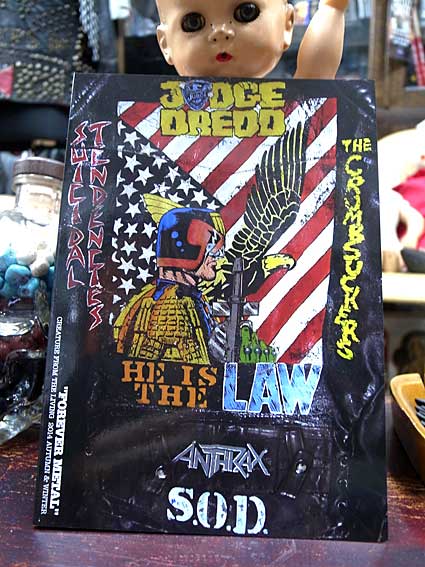 JUDGE
DREDD
SUICIDAL
TENDENCIES
THE
CRUMBSUCKERS
HE IS
THE
LAW
ANTHRAX
S.O.D.
"FOREVER METAL"
CREATURE FROM THE LIVING 2014 AUTUMN & WINTER